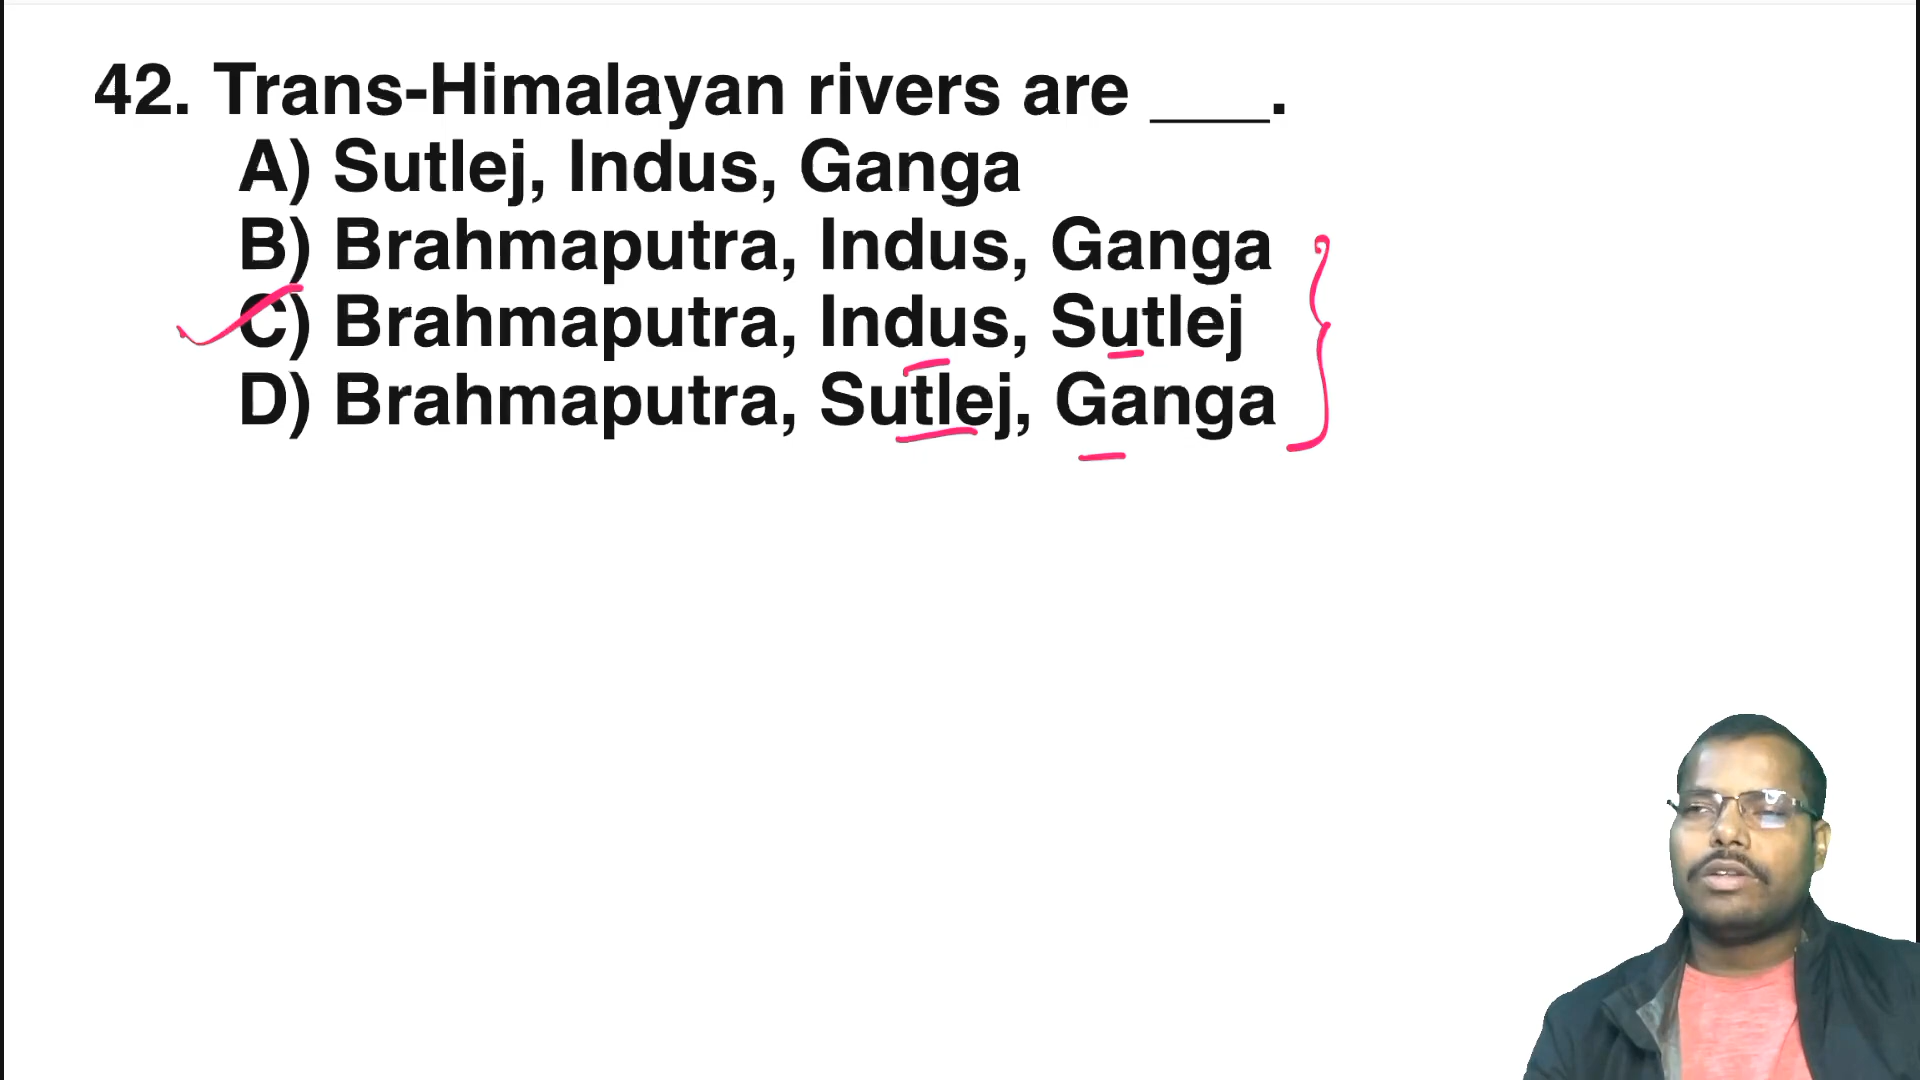 42. Trans-Himalayan rivers are ____.
A) Sutlej, Indus, Ganga
B) Brahmaputra, Indus, Ganga
C) Brahmaputra, Indus, Sutlej
D) Brahmaputra, Sutlej, Ganga